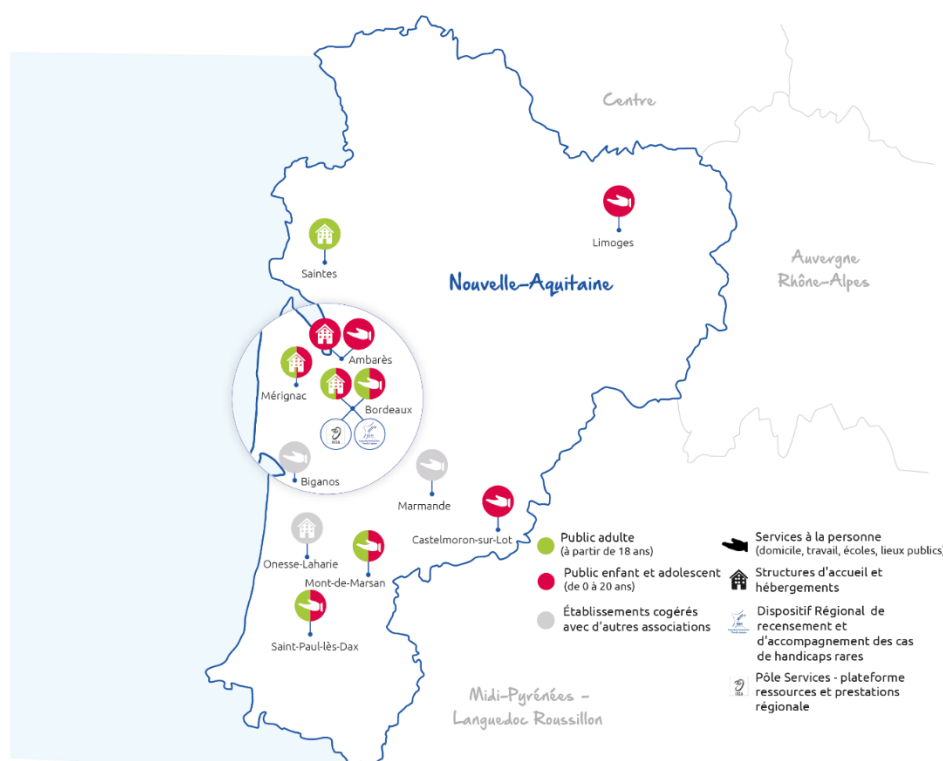 Centre
Limoges
Auvergne
Rhône-Alpes
Saintes
Nouvelle-Aquitaine
Ambarès
Mérignac
Bordeaux
Biganos
Marmande
Castelmoron-sur-Lot
Onesse-Laharie
Mont-de-Marsan
Saint-Paul-lès-Dax
Midi-Pyrénées -
Languedoc Roussillon
Public adulte
(à partir de 18 ans)
Public enfant et adolescent
(de 0 à 20 ans)
Établissements cogérés
avec d'autres associations
Services à la personne
(domicile, travail, écoles, lieux publics)
Structures d'accueil et
hébergements
Dispositif Régional de
recensement et
d'accompagnement des cas
de handicaps rares
Pôle Services - plateforme
ressources et prestations
régionale